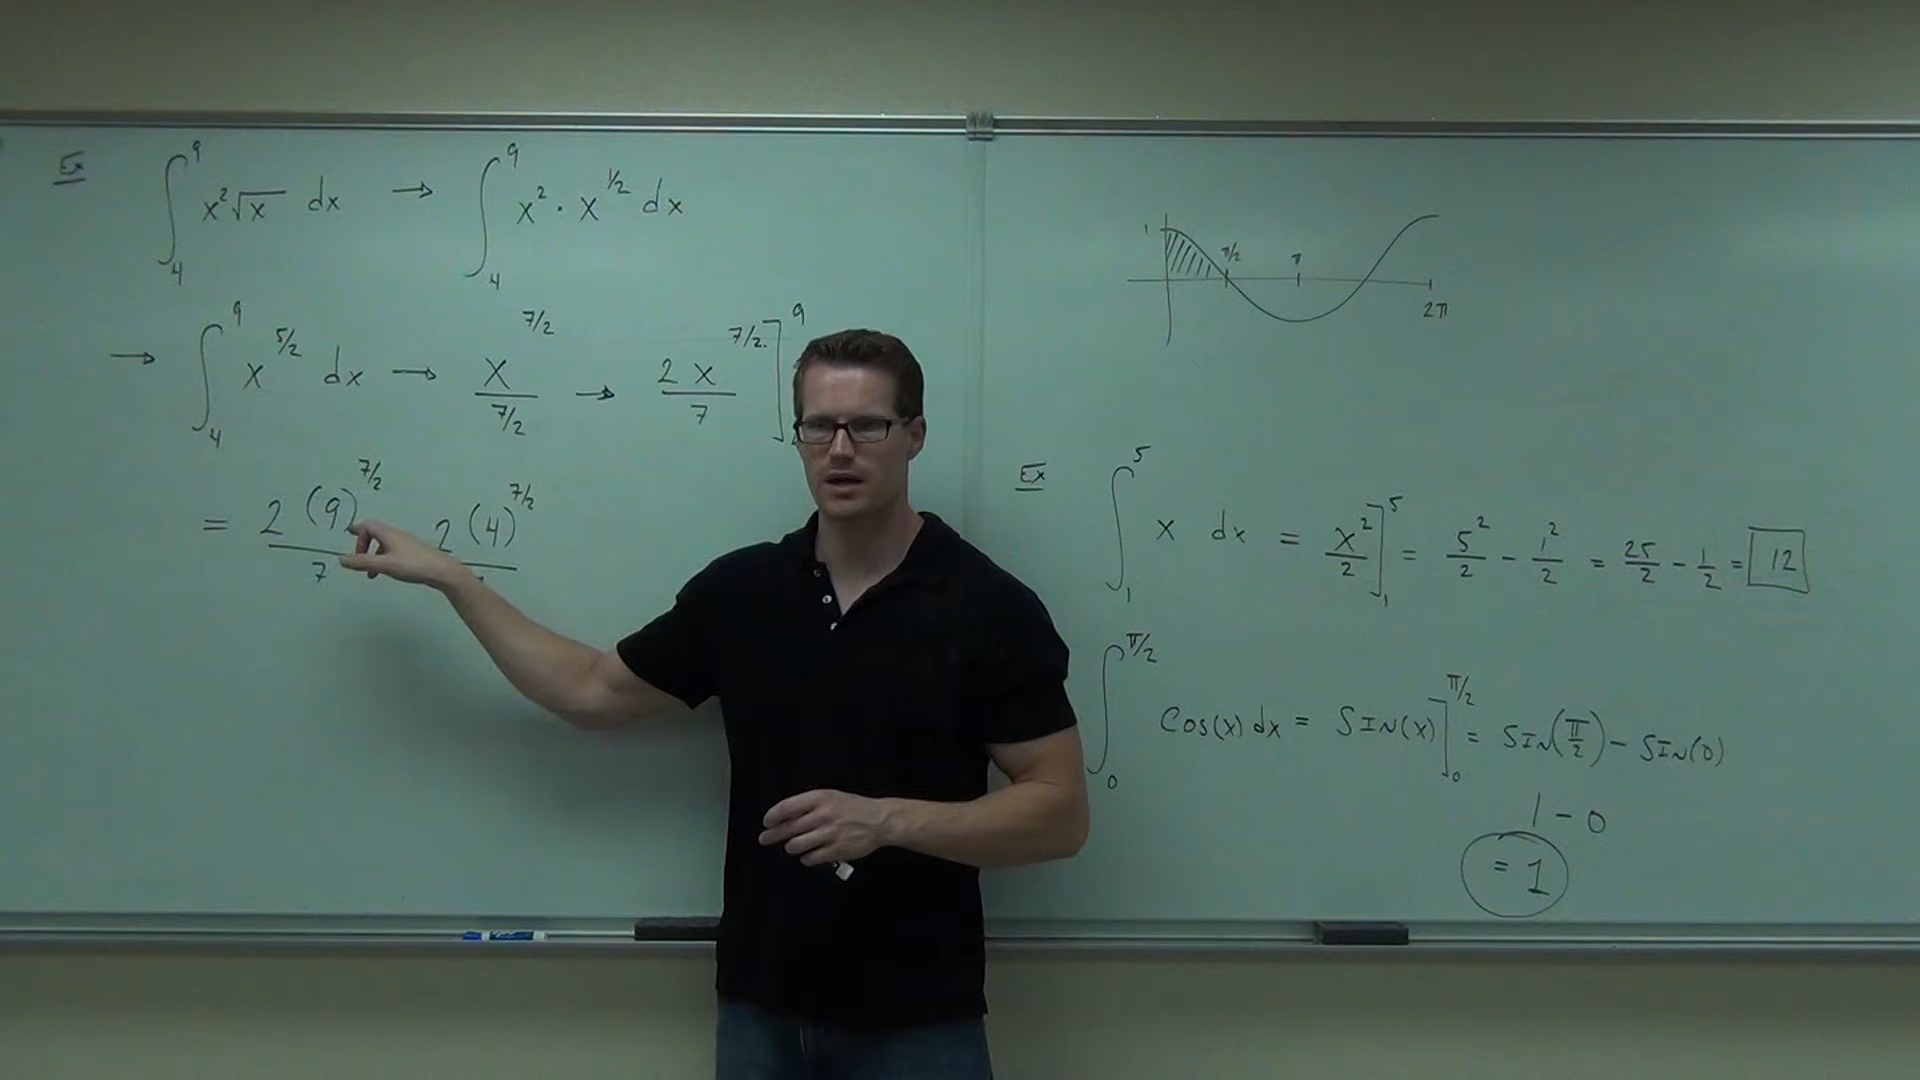 Ex ∫₄⁹ x²√x dx → ∫₄⁹ x² · x^(1/2) dx
→ ∫₄⁹ x^(5/2) dx → x^(7/2) / (7/2) → 2x^(7/2) / 7 ]⁹
= 2(9)^(7/2) / 7 2(4)^(7/2)
1 π/2 π 2π
Ex ∫₁⁵ x dx = x²/2 ]₁⁵ = 5²/2 − 1²/2 = 25/2 − 1/2 = 12
∫₀^(π/2) Cos(x) dx = SIN(x) ]₀^(π/2) = SIN(π/2) − SIN(0)
1 − 0
= 1